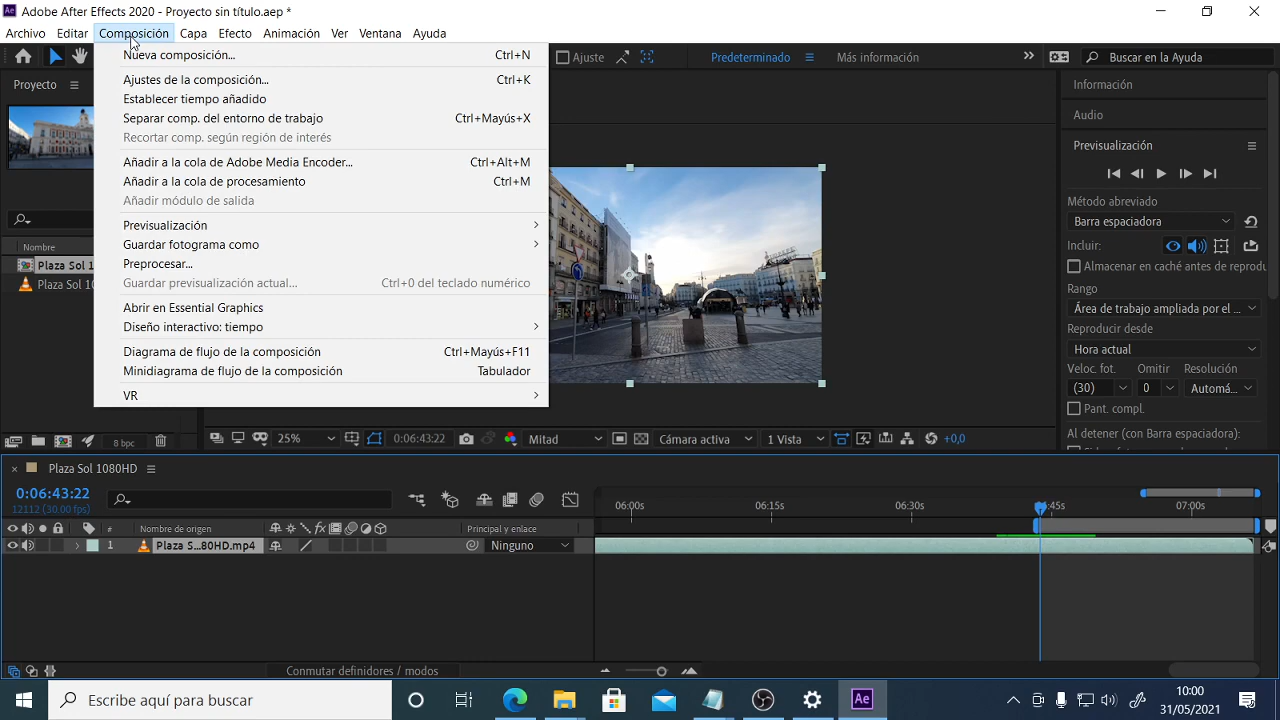 Adobe After Effects 2020 - Proyecto sin título.aep *
Archivo Editar Composición Capa Efecto Animación Ver Ventana Ayuda
Ajuste Predeterminado Más información Buscar en la Ayuda
Proyecto
Nueva composición... Ctrl+N
Ajustes de la composición... Ctrl+K
Establecer tiempo añadido
Separar comp. del entorno de trabajo Ctrl+Mayús+X
Recortar comp. según región de interés
Añadir a la cola de Adobe Media Encoder... Ctrl+Alt+M
Añadir a la cola de procesamiento Ctrl+M
Añadir módulo de salida
Previsualización
Guardar fotograma como
Preprocesar...
Guardar previsualización actual... Ctrl+0 del teclado numérico
Abrir en Essential Graphics
Diseño interactivo: tiempo
Diagrama de flujo de la composición Ctrl+Mayús+F11
Minidiagrama de flujo de la composición Tabulador
VR
Nombre
Plaza Sol 1
Plaza Sol 10
8 bpc
25% 0:06:43:22 Mitad Cámara activa 1 Vista +0,0
Información
Audio
Previsualización
Método abreviado
Barra espaciadora
Incluir:
Almacenar en caché antes de reprodu
Rango
Área de trabajo ampliada por el ...
Reproducir desde
Hora actual
Veloc. fot. Omitir Resolución
(30) 0 Automá...
Pant. compl.
Al detener (con Barra espaciadora):
Plaza Sol 1080HD
0:06:43:22
12112 (30.00 fps)
06:00s 06:15s 06:30s :45s 07:00s
# Nombre de origen fx Principal y enlace
1 Plaza S...80HD.mp4 Ninguno
Conmutar definidores / modos
Escribe aquí para buscar
Ae
10:00
31/05/2021